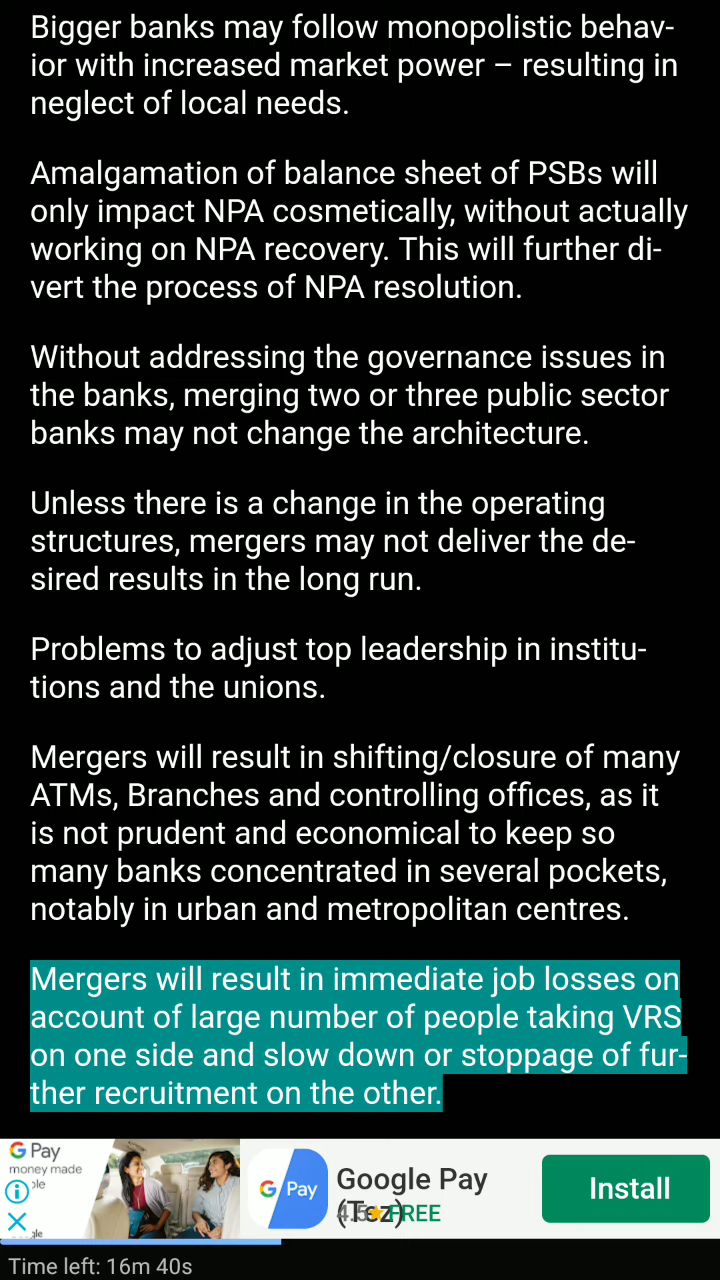 Bigger banks may follow monopolistic behav-
ior with increased market power – resulting in
neglect of local needs.
Amalgamation of balance sheet of PSBs will
only impact NPA cosmetically, without actually
working on NPA recovery. This will further di-
vert the process of NPA resolution.
Without addressing the governance issues in
the banks, merging two or three public sector
banks may not change the architecture.
Unless there is a change in the operating
structures, mergers may not deliver the de-
sired results in the long run.
Problems to adjust top leadership in institu-
tions and the unions.
Mergers will result in shifting/closure of many
ATMs, Branches and controlling offices, as it
is not prudent and economical to keep so
many banks concentrated in several pockets,
notably in urban and metropolitan centres.
Mergers will result in immediate job losses on
account of large number of people taking VRS
on one side and slow down or stoppage of fur-
ther recruitment on the other.
G Pay
money made
ple
gle
G Pay
Google Pay
(Tez)
4.5★FREE
Install
Time left: 16m 40s